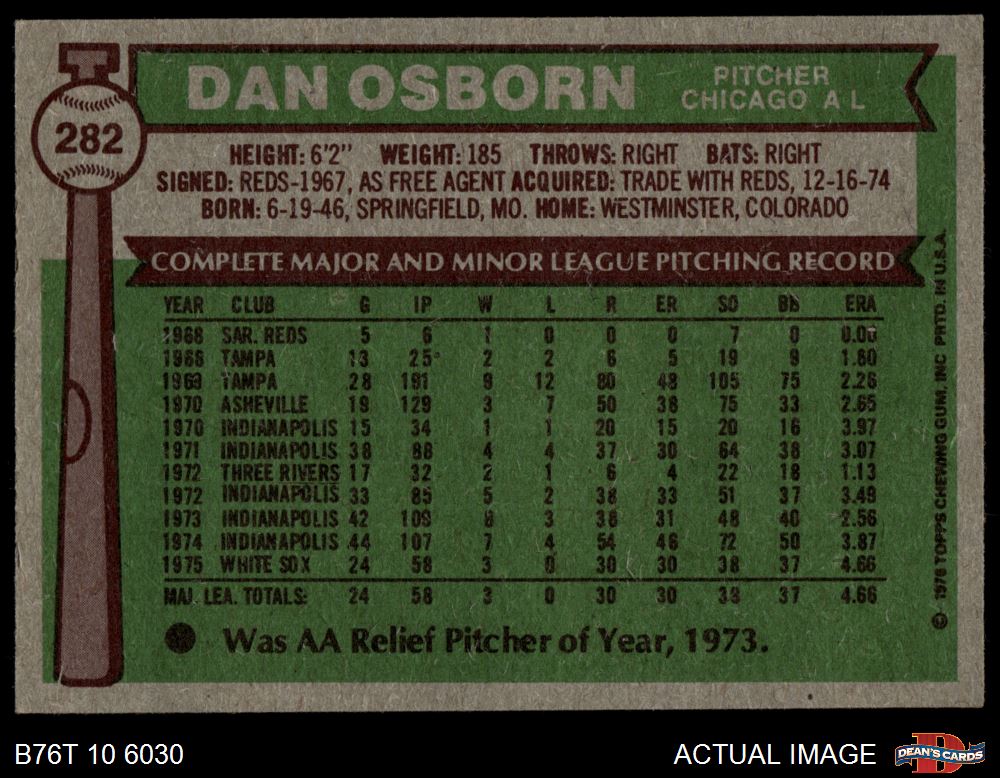 282
DAN OSBORN
PITCHER
CHICAGO A L
HEIGHT: 6'2" WEIGHT: 185 THROWS: RIGHT BATS: RIGHT
SIGNED: REDS-1967, AS FREE AGENT ACQUIRED: TRADE WITH REDS, 12-16-74
BORN: 6-19-46, SPRINGFIELD, MO. HOME: WESTMINSTER, COLORADO
COMPLETE MAJOR AND MINOR LEAGUE PITCHING RECORD
YEAR CLUB G IP W L R ER SO BB ERA
1968 SAR. REDS 5 6 1 0 0 0 7 0 0.00
1968 TAMPA 13 25* 2 2 6 5 19 9 1.80
1969 TAMPA 28 191 9 12 80 48 105 75 2.26
1970 ASHEVILLE 19 129 3 7 50 38 75 33 2.65
1970 INDIANAPOLIS 15 34 1 1 20 15 20 16 3.97
1971 INDIANAPOLIS 38 88 4 4 37 30 64 38 3.07
1972 THREE RIVERS 17 32 2 1 6 4 22 18 1.13
1972 INDIANAPOLIS 33 85 5 2 38 33 51 37 3.49
1973 INDIANAPOLIS 42 109 8 3 38 31 48 40 2.56
1974 INDIANAPOLIS 44 107 7 4 54 46 72 50 3.87
1975 WHITE SOX 24 58 3 0 30 30 38 37 4.66
MAJ. LEA. TOTALS: 24 58 3 0 30 30 38 37 4.66
Was AA Relief Pitcher of Year, 1973.
© 1976 TOPPS CHEWING GUM, INC PRTD. IN U.S.A.
B76T 10 6030
ACTUAL IMAGE
DEAN'S CARDS